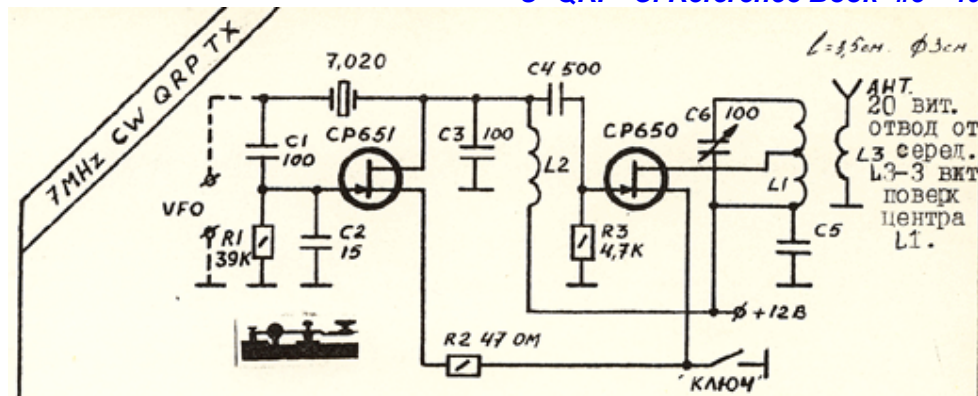 7MHz CW QRP TX
7,020
C4 500
ℓ=3,5см. ϕ3см
C1
100
CP651
C3
100
L2
CP650
C6
100
L1
L3
АНТ.
20 вит.
отвод от
серед.
L3-3 вит
поверх
центра
L1.
VFO
R1
39K
C2
15
R3
4,7K
C5
+12В
R2 47 ОМ
"КЛЮЧ"